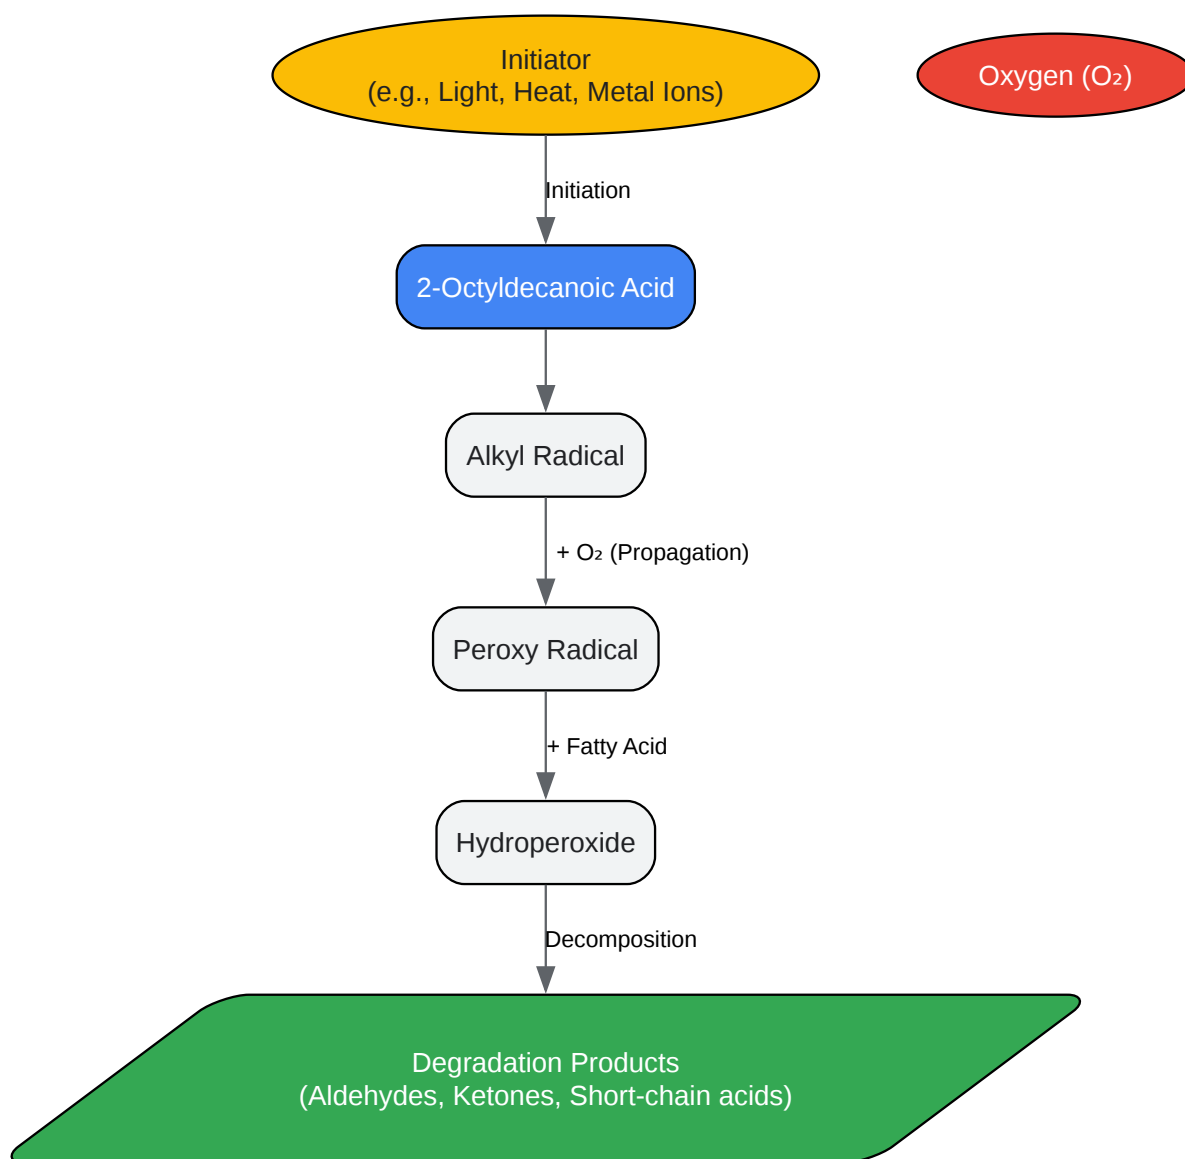 Initiator
(e.g., Light, Heat, Metal Ions)
Oxygen (O₂)
Initiation
2-Octyldecanoic Acid
Alkyl Radical
+ O₂ (Propagation)
Peroxy Radical
+ Fatty Acid
Hydroperoxide
Decomposition
Degradation Products
(Aldehydes, Ketones, Short-chain acids)